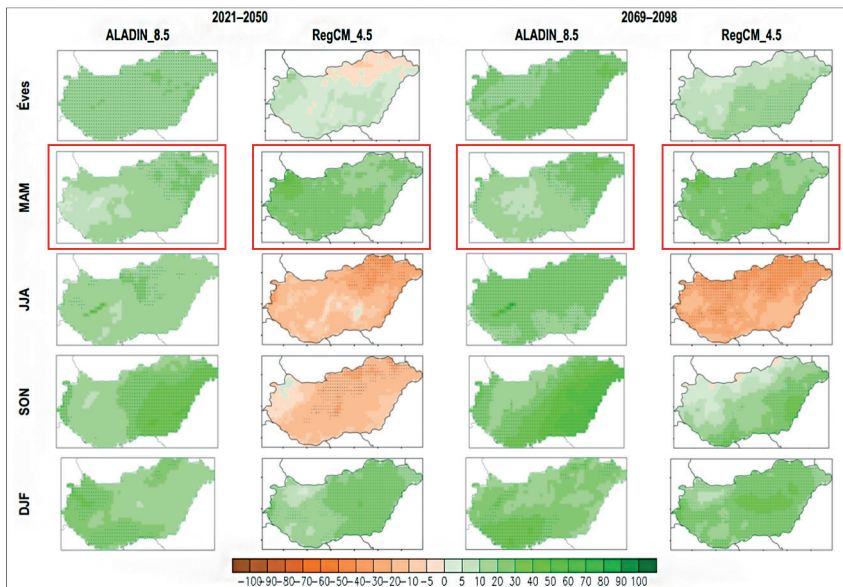 2021–2050 2069–2098
ALADIN_8.5 RegCM_4.5 ALADIN_8.5 RegCM_4.5
Éves
MAM
JJA
SON
DJF
−100−90−80−70−60−50−40−30−20−10 −5 0 5 10 20 30 40 50 60 70 80 90 100